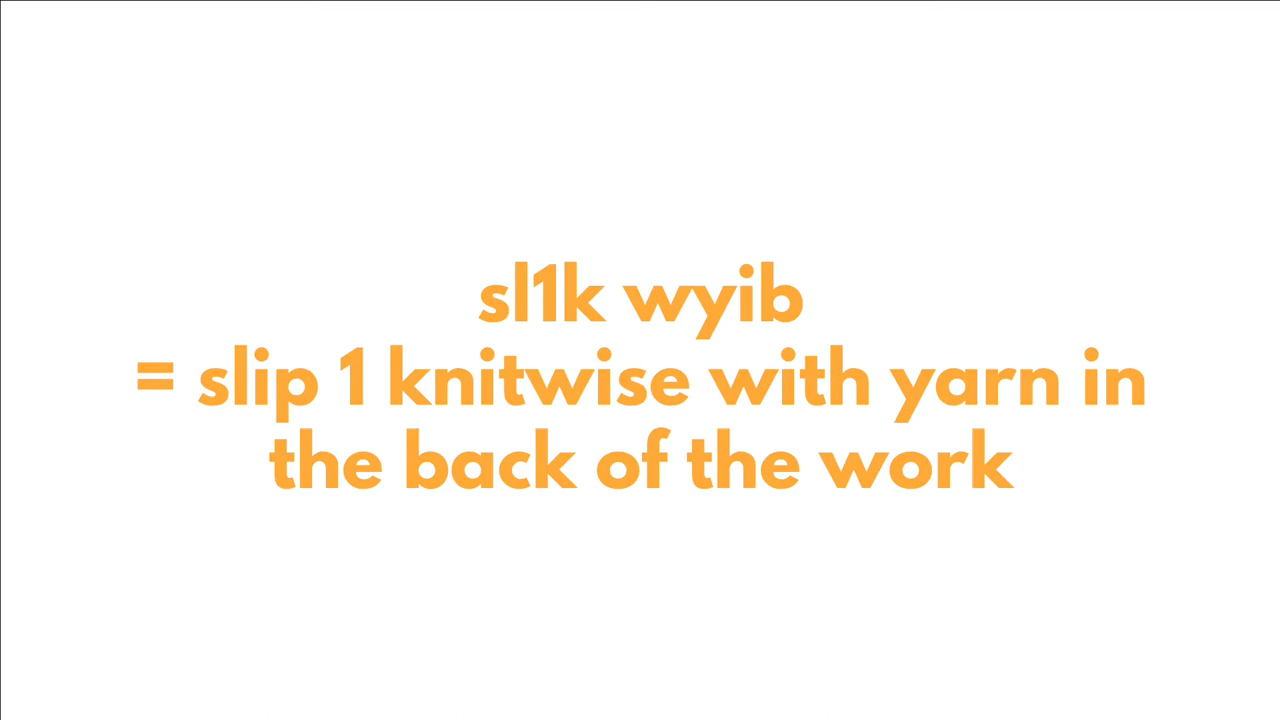 sl1k wyib
= slip 1 knitwise with yarn in
the back of the work